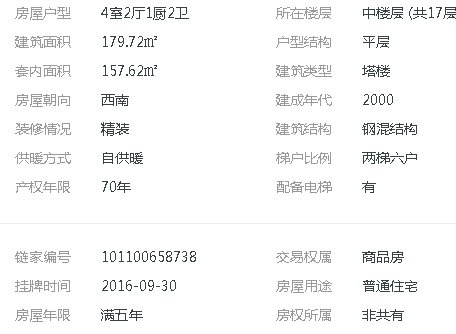 房屋户型 4室2厅1厨2卫 所在楼层 中楼层 (共17层
建筑面积 179.72㎡ 户型结构 平层
套内面积 157.62㎡ 建筑类型 塔楼
房屋朝向 西南 建成年代 2000
装修情况 精装 建筑结构 钢混结构
供暖方式 自供暖 梯户比例 两梯六户
产权年限 70年 配备电梯 有
链家编号 101100658738 交易权属 商品房
挂牌时间 2016-09-30 房屋用途 普通住宅
房屋年限 满五年 房权所属 非共有